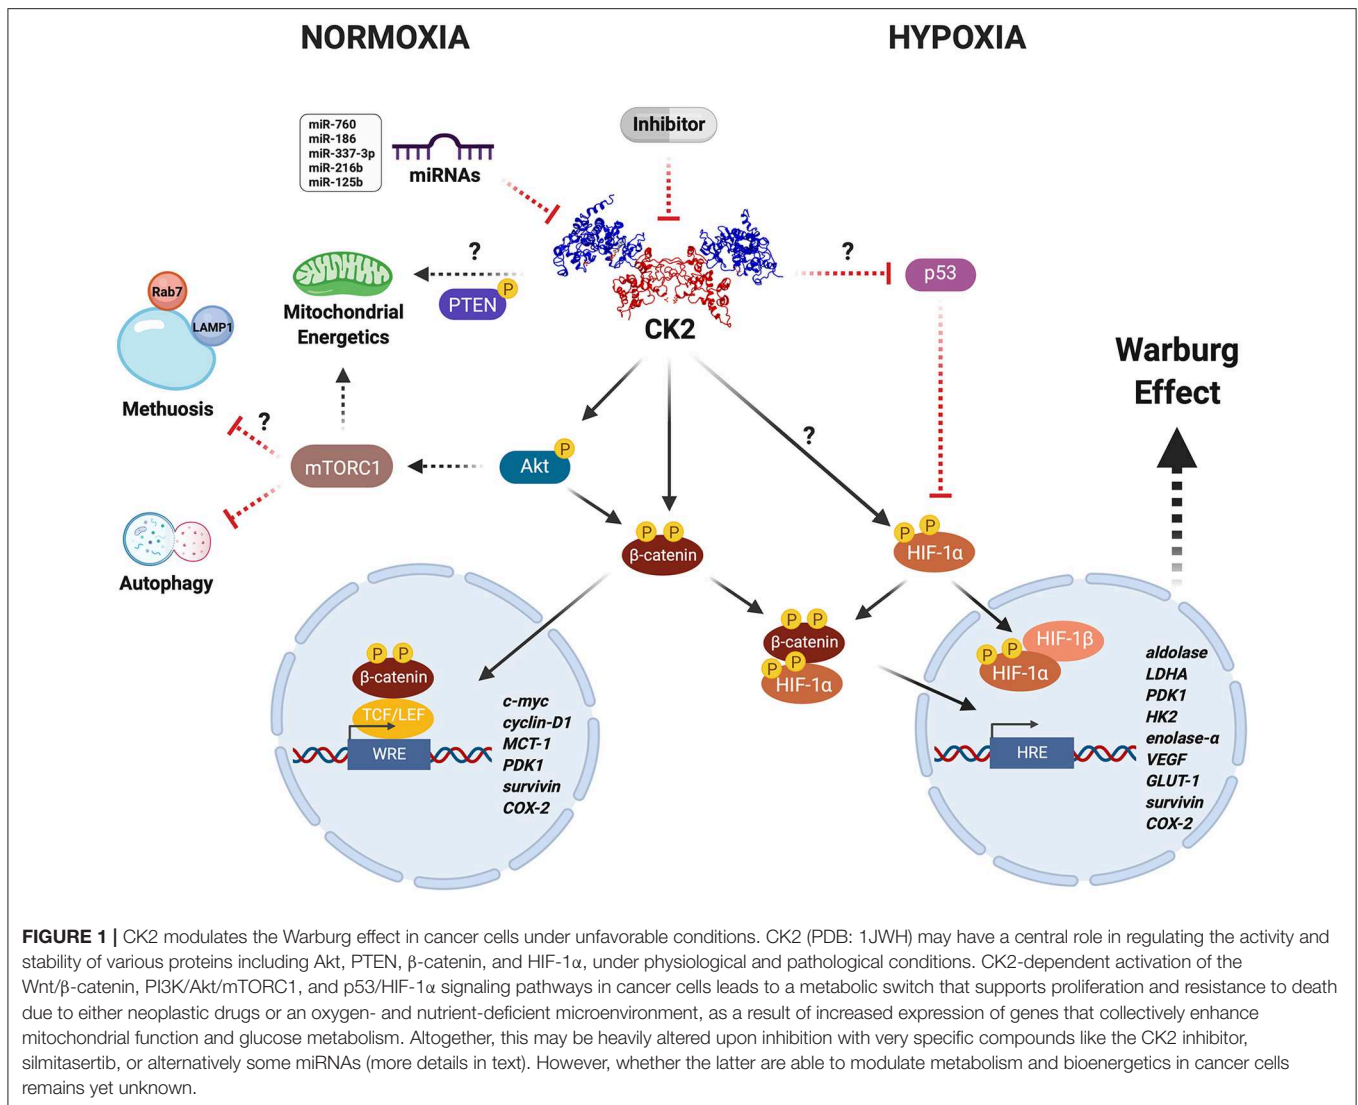 NORMOXIA
HYPOXIA
miR-760
miR-186
miR-337-3p
miR-216b
miR-125b
miRNAs
Inhibitor
?
?
p53
Rab7
LAMP1
Mitochondrial
Energetics
P
PTEN
CK2
Warburg
Effect
Methuosis
?
?
mTORC1
P
Akt
P P
β-catenin
P P
HIF-1α
Autophagy
P P
β-catenin
P P
HIF-1α
P P
β-catenin
TCF/LEF
WRE
c-myc
cyclin-D1
MCT-1
PDK1
survivin
COX-2
HIF-1β
P P
HIF-1α
HRE
aldolase
LDHA
PDK1
HK2
enolase-α
VEGF
GLUT-1
survivin
COX-2
FIGURE 1 | CK2 modulates the Warburg effect in cancer cells under unfavorable conditions. CK2 (PDB: 1JWH) may have a central role in regulating the activity and
stability of various proteins including Akt, PTEN, β-catenin, and HIF-1α, under physiological and pathological conditions. CK2-dependent activation of the
Wnt/β-catenin, PI3K/Akt/mTORC1, and p53/HIF-1α signaling pathways in cancer cells leads to a metabolic switch that supports proliferation and resistance to death
due to either neoplastic drugs or an oxygen- and nutrient-deficient microenvironment, as a result of increased expression of genes that collectively enhance
mitochondrial function and glucose metabolism. Altogether, this may be heavily altered upon inhibition with very specific compounds like the CK2 inhibitor,
silmitasertib, or alternatively some miRNAs (more details in text). However, whether the latter are able to modulate metabolism and bioenergetics in cancer cells
remains yet unknown.